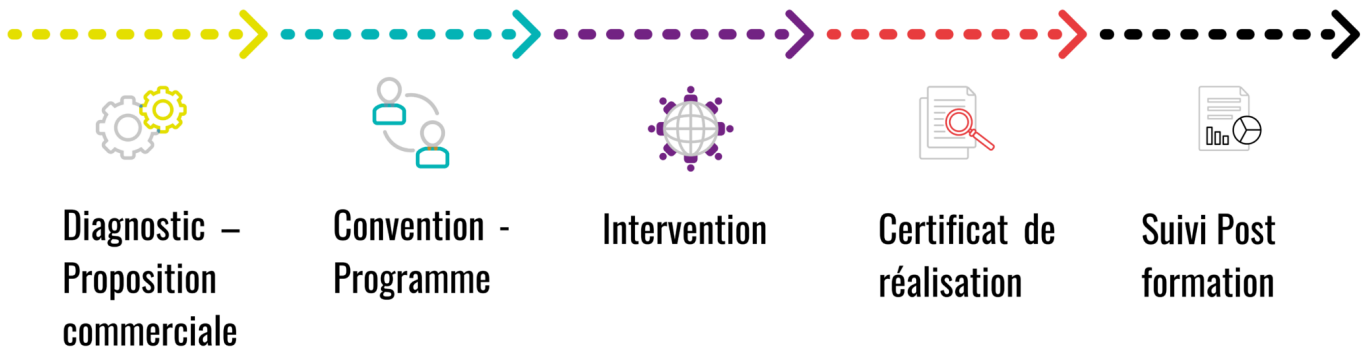 Diagnostic –
Proposition
commerciale
Convention -
Programme
Intervention
Certificat de
réalisation
Suivi Post
formation